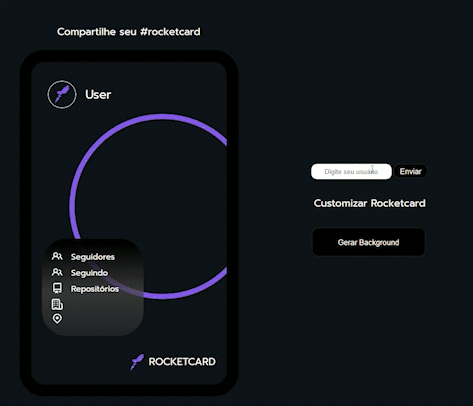 Compartilhe seu #rocketcard
User
Seguidores
Seguindo
Repositórios
ROCKETCARD
Digite seu usuário
Enviar
Customizar Rocketcard
Gerar Background